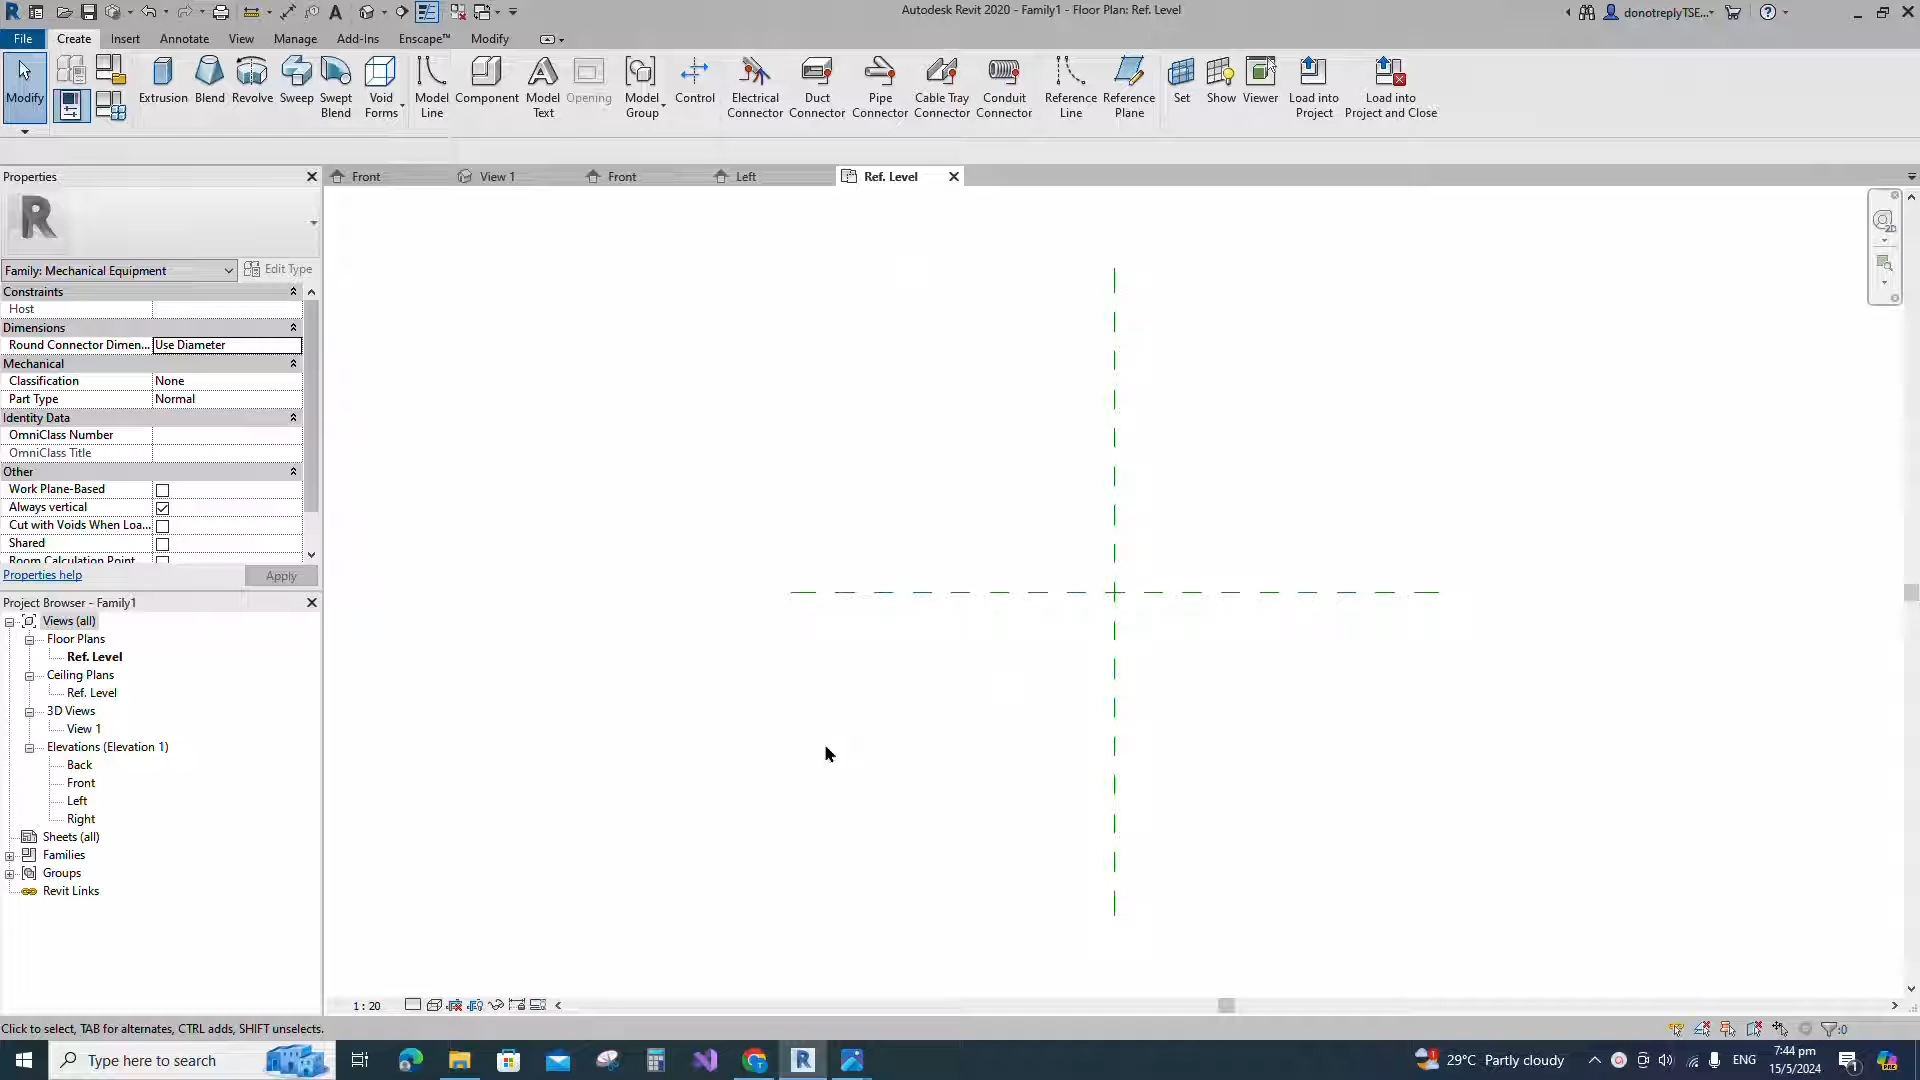 Autodesk Revit 2020 - Family1 - Floor Plan: Ref. Level
donotreplyTSE...
File Create Insert Annotate View Manage Add-Ins Enscape™ Modify
Modify
Extrusion
Blend
Revolve
Sweep
Swept
Blend
Void
Forms
Model
Line
Component
Model
Text
Opening
Model
Group
Control
Electrical
Connector
Duct
Connector
Pipe
Connector
Cable Tray
Connector
Conduit
Connector
Reference
Line
Reference
Plane
Set
Show
Viewer
Load into
Project
Load into
Project and Close
Properties
Front
View 1
Front
Left
Ref. Level
Family: Mechanical Equipment
Edit Type
Constraints
Host
Dimensions
Round Connector Dimen... Use Diameter
Mechanical
Classification None
Part Type Normal
Identity Data
OmniClass Number
OmniClass Title
Other
Work Plane-Based
Always vertical
Cut with Voids When Loa...
Shared
Room Calculation Point
Properties help
Apply
Project Browser - Family1
Views (all)
Floor Plans
Ref. Level
Ceiling Plans
Ref. Level
3D Views
View 1
Elevations (Elevation 1)
Back
Front
Left
Right
Sheets (all)
Families
Groups
Revit Links
2D
1 : 20
Click to select, TAB for alternates, CTRL adds, SHIFT unselects.
:0
Type here to search
29°C Partly cloudy
ENG
7:44 pm
15/5/2024
1
PRE